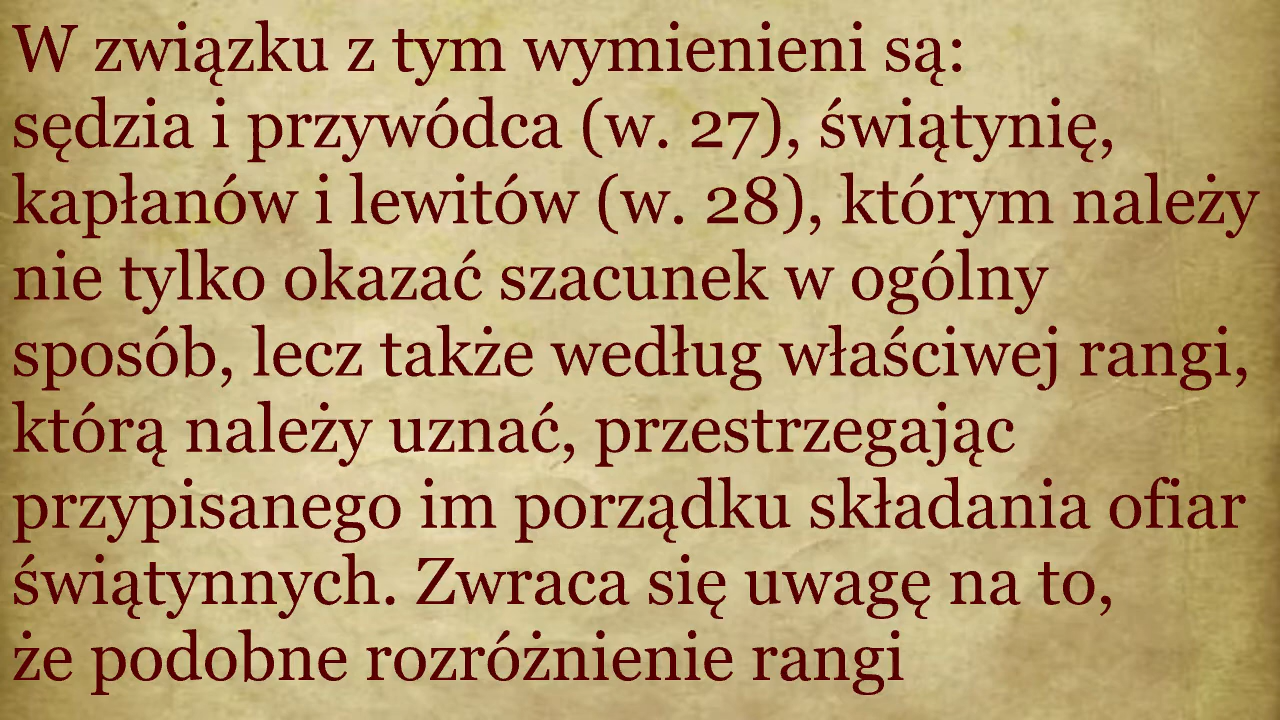 W związku z tym wymienieni są:
sędzia i przywódca (w. 27), świątynię,
kapłanów i lewitów (w. 28), którym należy
nie tylko okazać szacunek w ogólny
sposób, lecz także według właściwej rangi,
którą należy uznać, przestrzegając
przypisanego im porządku składania ofiar
świątynnych. Zwraca się uwagę na to,
że podobne rozróżnienie rangi